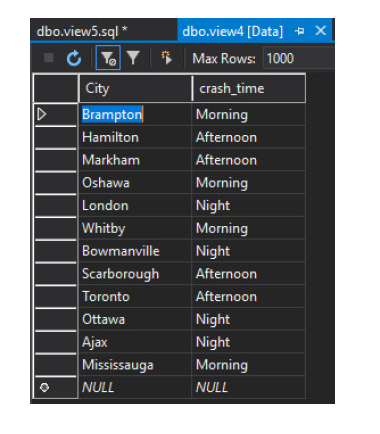 dbo.view5.sql * dbo.view4 [Data]
Max Rows: 1000
City crash_time
Brampton Morning
Hamilton Afternoon
Markham Afternoon
Oshawa Morning
London Night
Whitby Morning
Bowmanville Night
Scarborough Afternoon
Toronto Afternoon
Ottawa Night
Ajax Night
Mississauga Morning
NULL NULL